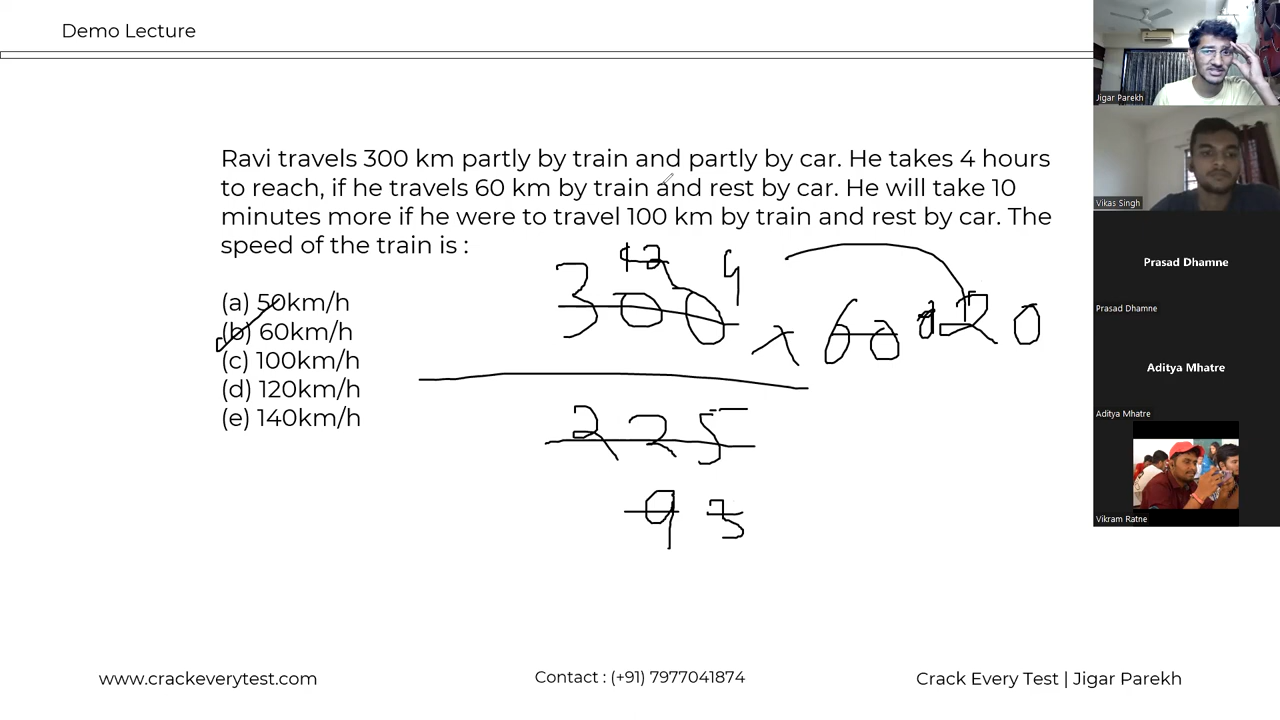 Demo Lecture
Jigar Parekh
Vikas Singh
Prasad Dhamne
Prasad Dhamne
Aditya Mhatre
Aditya Mhatre
Vikram Ratne
Ravi travels 300 km partly by train and partly by car. He takes 4 hours
to reach, if he travels 60 km by train and rest by car. He will take 10
minutes more if he were to travel 100 km by train and rest by car. The
speed of the train is :
(a) 50km/h
(b) 60km/h
(c) 100km/h
(d) 120km/h
(e) 140km/h
12 4
300 x 60 20
225
9 3
www.crackeverytest.com
Contact : (+91) 7977041874
Crack Every Test | Jigar Parekh